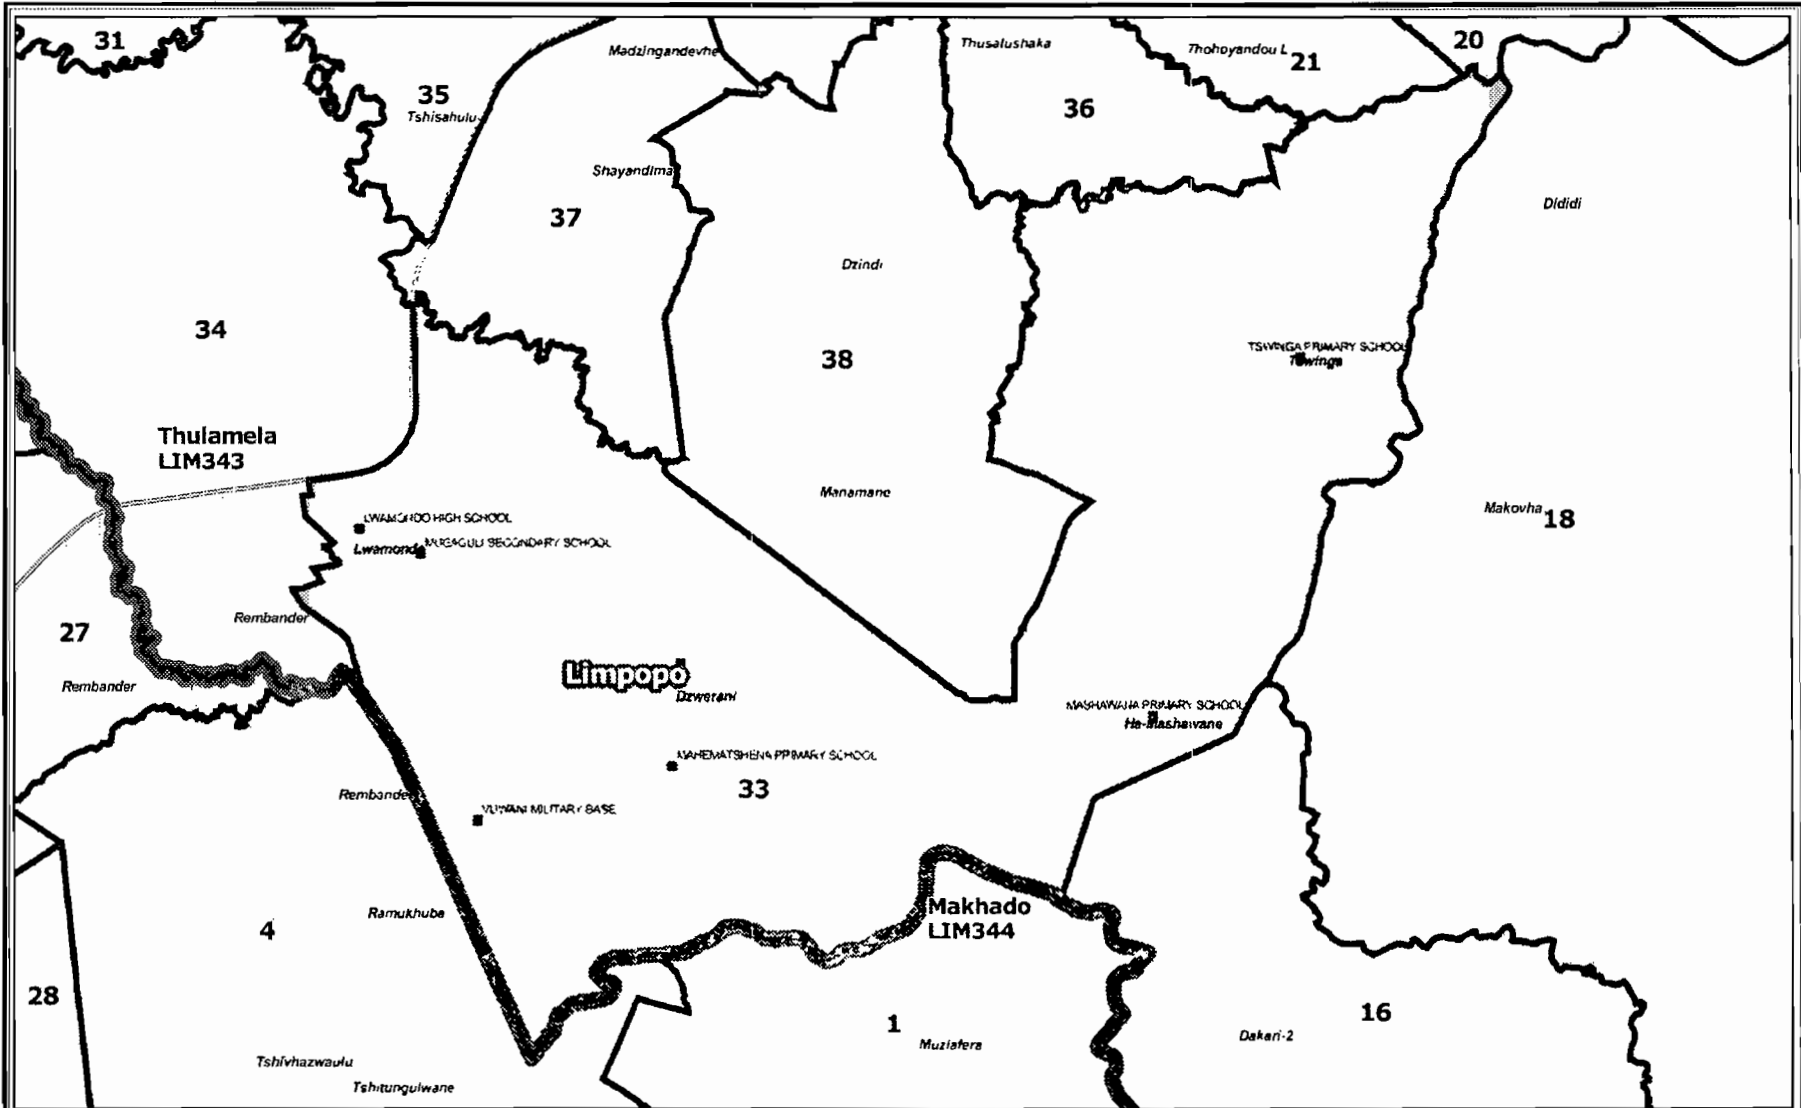 31
Madzingandevhe
Thusalushaka
Thohoyandou L
21
20
35
Tshisahulu
36
Shayandima
37
Dididi
Dzindi
34
38
TSWINGA PRIMARY SCHOOL
Tswinga
Thulamela
LIM343
Manamane
Makovha
18
LWAMONDO HIGH SCHOOL
Lwamondo
SECONDARY SCHOOL
27
Rembander
Rembander
Limpopo
Dzwerani
MASHAWANA PRIMARY SCHOOL
Ha-Mashawane
MAHEMATSHENA PRIMARY SCHOOL
33
Rembander
VUWANI MILITARY BASE
4
Ramukhuba
Makhado
LIM344
28
1
Muziafera
16
Dakari-2
Tshivhazwaulu
Tshitungulwane